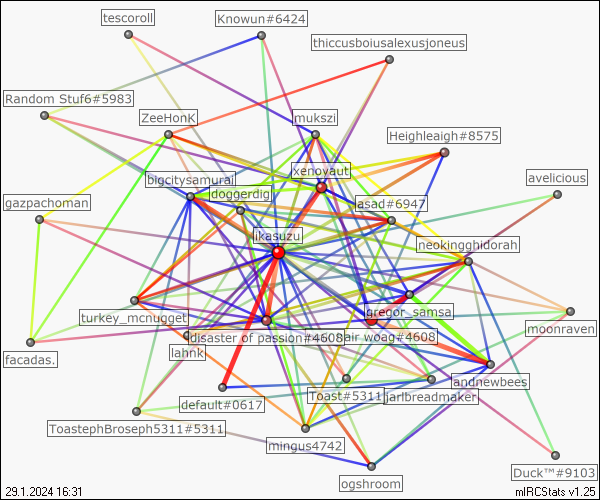 tescoroll
Knowun#6424
thiccusboiusalexusjoneus
Random Stuf6#5983
ZeeHonK
mukszi
Heighleaigh#8575
xenoyaut
bigcitysamurai
doggerdig
avelicious
gazpachoman
asad#6947
ikasuzu
neokingghidorah
turkey_mcnugget
gregor_samsa
moonraven
disaster of passion#4608
air woag#4608
facadas.
lahnk
andnewbees
default#0617
Toast#5311
jarlbreadmaker
ToastephBroseph5311#5311
mingus4742
ogshroom
Duck™#9103
29.1.2024 16:31
mIRCStats v1.25